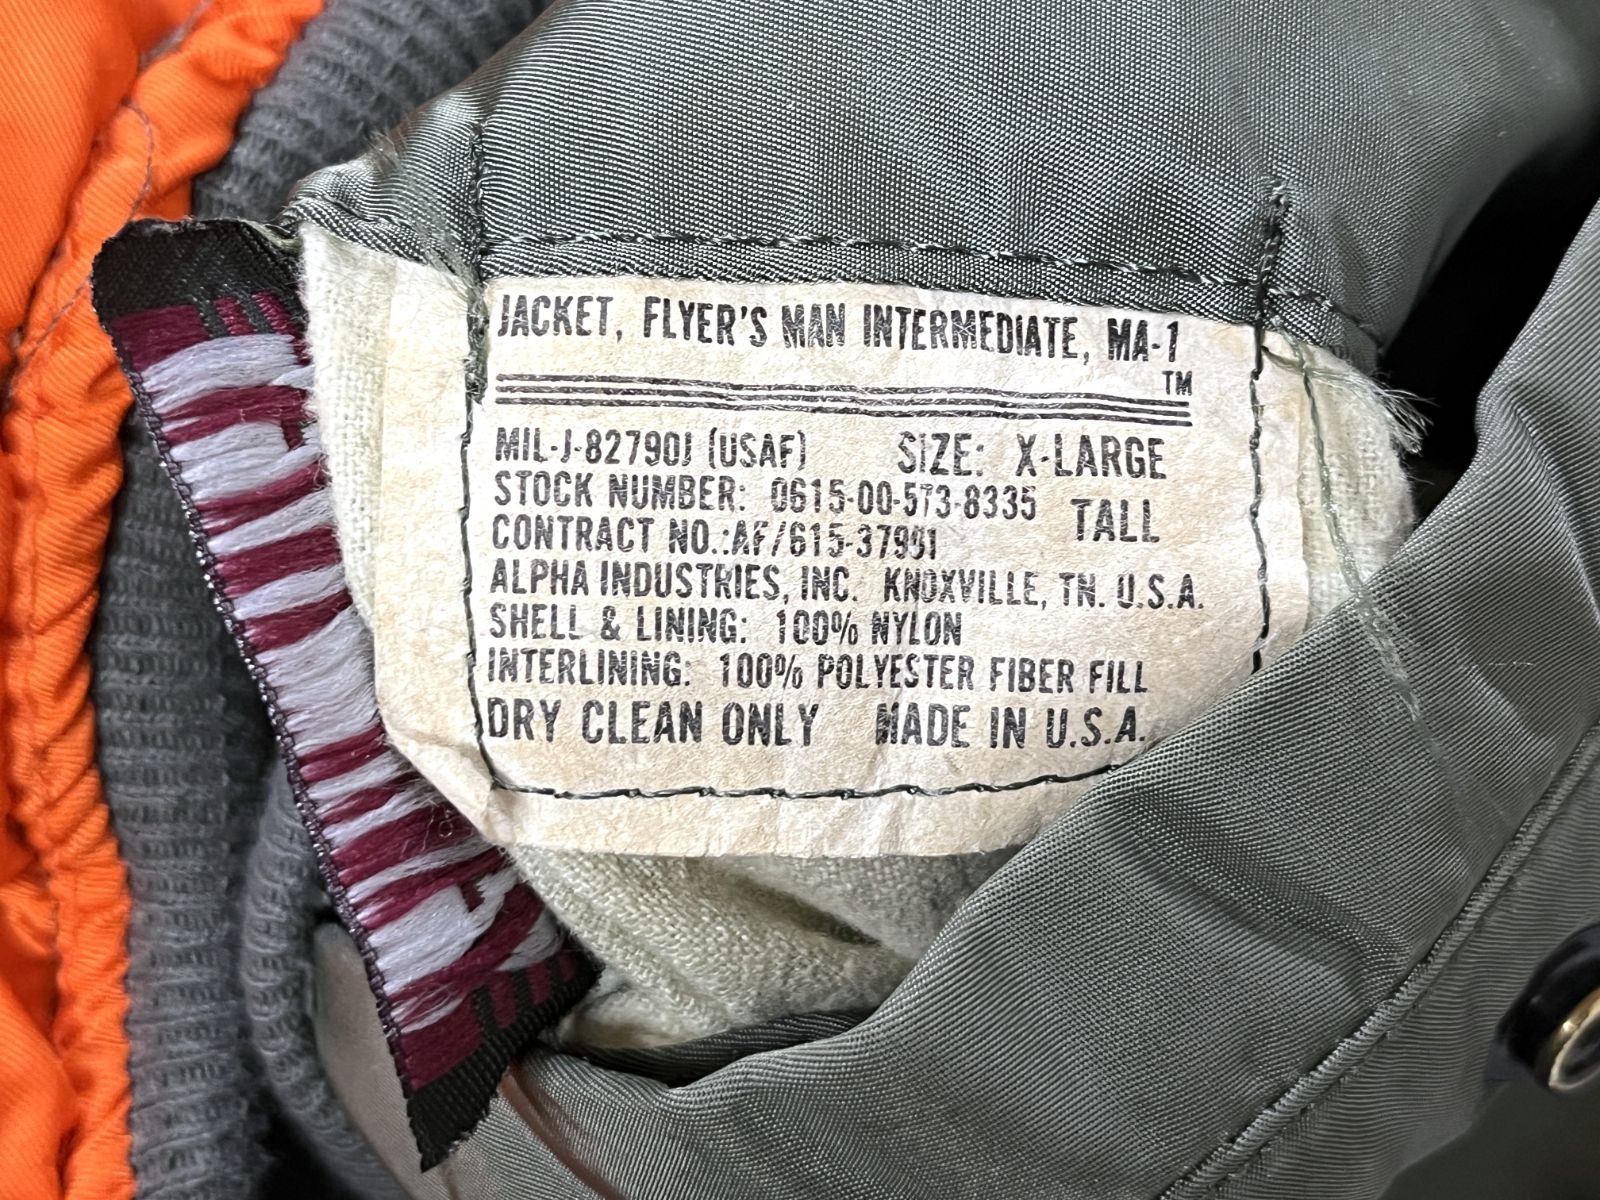 JACKET, FLYER'S MAN INTERMEDIATE, MA-1
TM
MIL-J-82790J (USAF) SIZE: X-LARGE
STOCK NUMBER: 0615-00-573-8335 TALL
CONTRACT NO.:AF/615-37991
ALPHA INDUSTRIES, INC. KNOXVILLE, TN. U.S.A.
SHELL & LINING: 100% NYLON
INTERLINING: 100% POLYESTER FIBER FILL
DRY CLEAN ONLY MADE IN U.S.A.